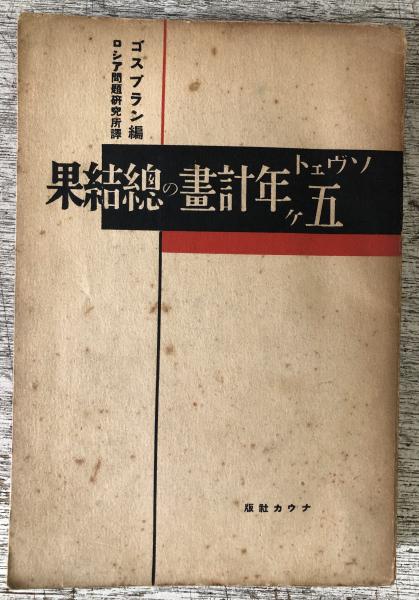 ゴスプラン編
ロシア問題研究所譯
ソヴェト
五ケ年計畫の總結果
ナウカ社版